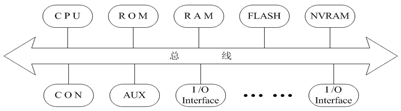 CPU ROM RAM FLASH NVRAM
总 线
CON AUX I/O Interface ••• ••• I/O Interface